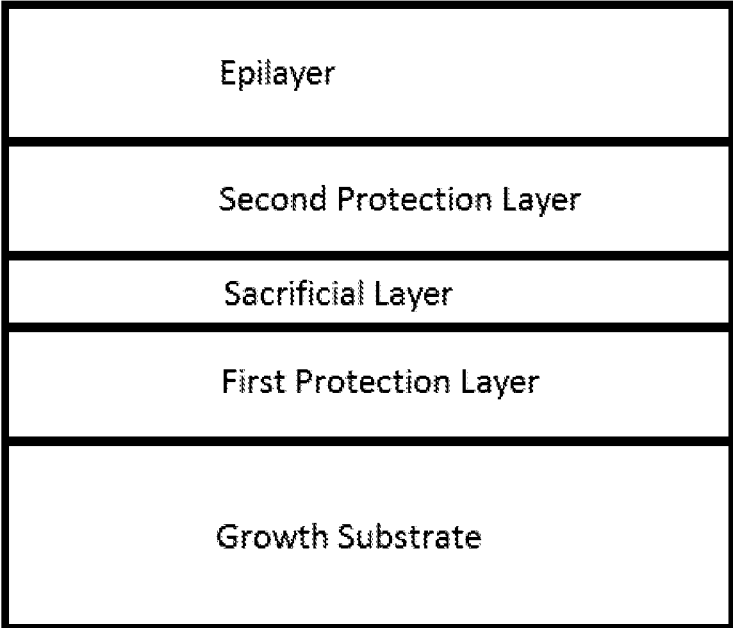 Epilayer
Second Protection Layer
Sacrificial Layer
First Protection Layer
Growth Substrate